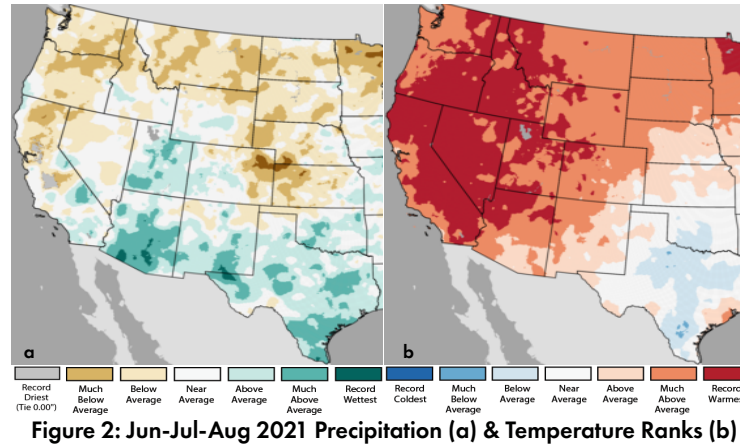 a
b
Record Driest (Tie 0.00")
Much Below Average
Below Average
Near Average
Above Average
Much Above Average
Record Wettest
Record Coldest
Much Below Average
Below Average
Near Average
Above Average
Much Above Average
Record Warmes
Figure 2: Jun-Jul-Aug 2021 Precipitation (a) & Temperature Ranks (b)